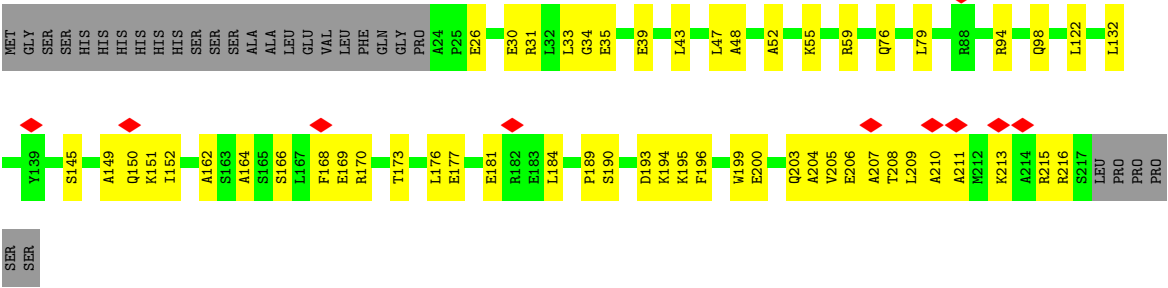 MET GLY SER SER HIS HIS HIS HIS HIS HIS SER SER SER ALA ALA LEU GLU VAL LEU PHE GLN GLY PRO A24 P25 E26 E30 R31 L32 L33 G34 E35 E39 L43 L47 A48 A52 K55 R59 Q76 L79 R88 R94 Q98 L122 L132
Y139 S145 A149 Q150 K151 I152 A162 S163 A164 S165 S166 L167 F168 E169 R170 T173 L176 E177 E181 R182 E183 L184 P189 S190 D193 K194 K195 F196 W199 E200 Q203 A204 V205 E206 A207 T208 L209 A210 A211 M212 K213 A214 R215 R216 S217 LEU PRO PRO PRO
SER SER